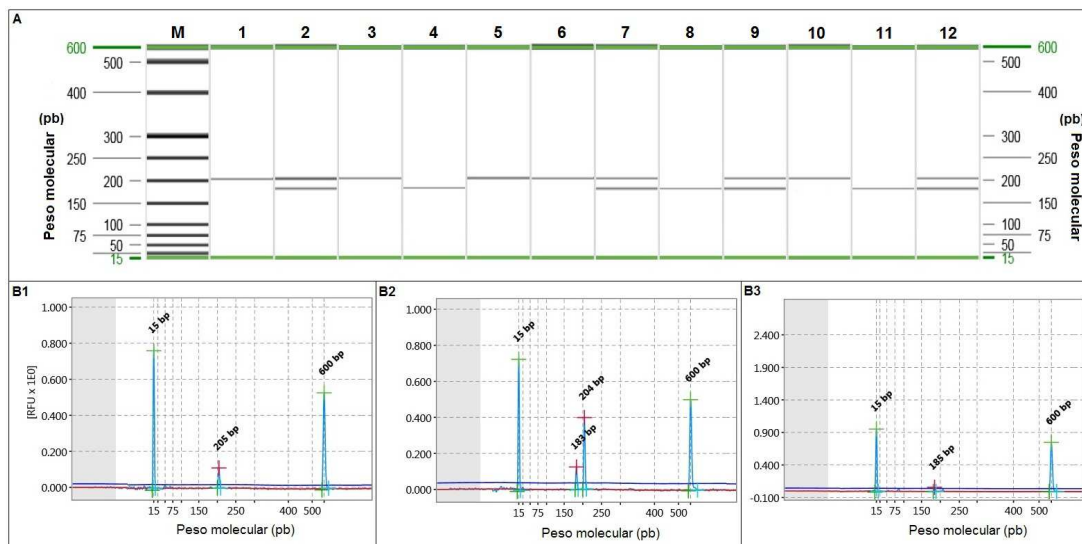 A
M 1 2 3 4 5 6 7 8 9 10 11 12
600 600
500 500
400 400
(pb) (pb)
300 300
250 250
Peso molecular Peso molecular
200 200
150 150
100 100
75 75
50 50
15 15
B1
1.000
0.800
0.600
0.400
0.200
0.000
[RFU x 1E0]
15 bp
205 bp
600 bp
15 75 150 250 400 500
Peso molecular (pb)
B2
1.000
0.800
0.600
0.400
0.200
0.000
15 bp
183 bp
204 bp
600 bp
15 75 150 250 400 500
Peso molecular (pb)
B3
2.400
1.900
1.400
0.900
0.400
-0.100
15 bp
185 bp
600 bp
15 75 150 250 400 500
Peso molecular (pb)